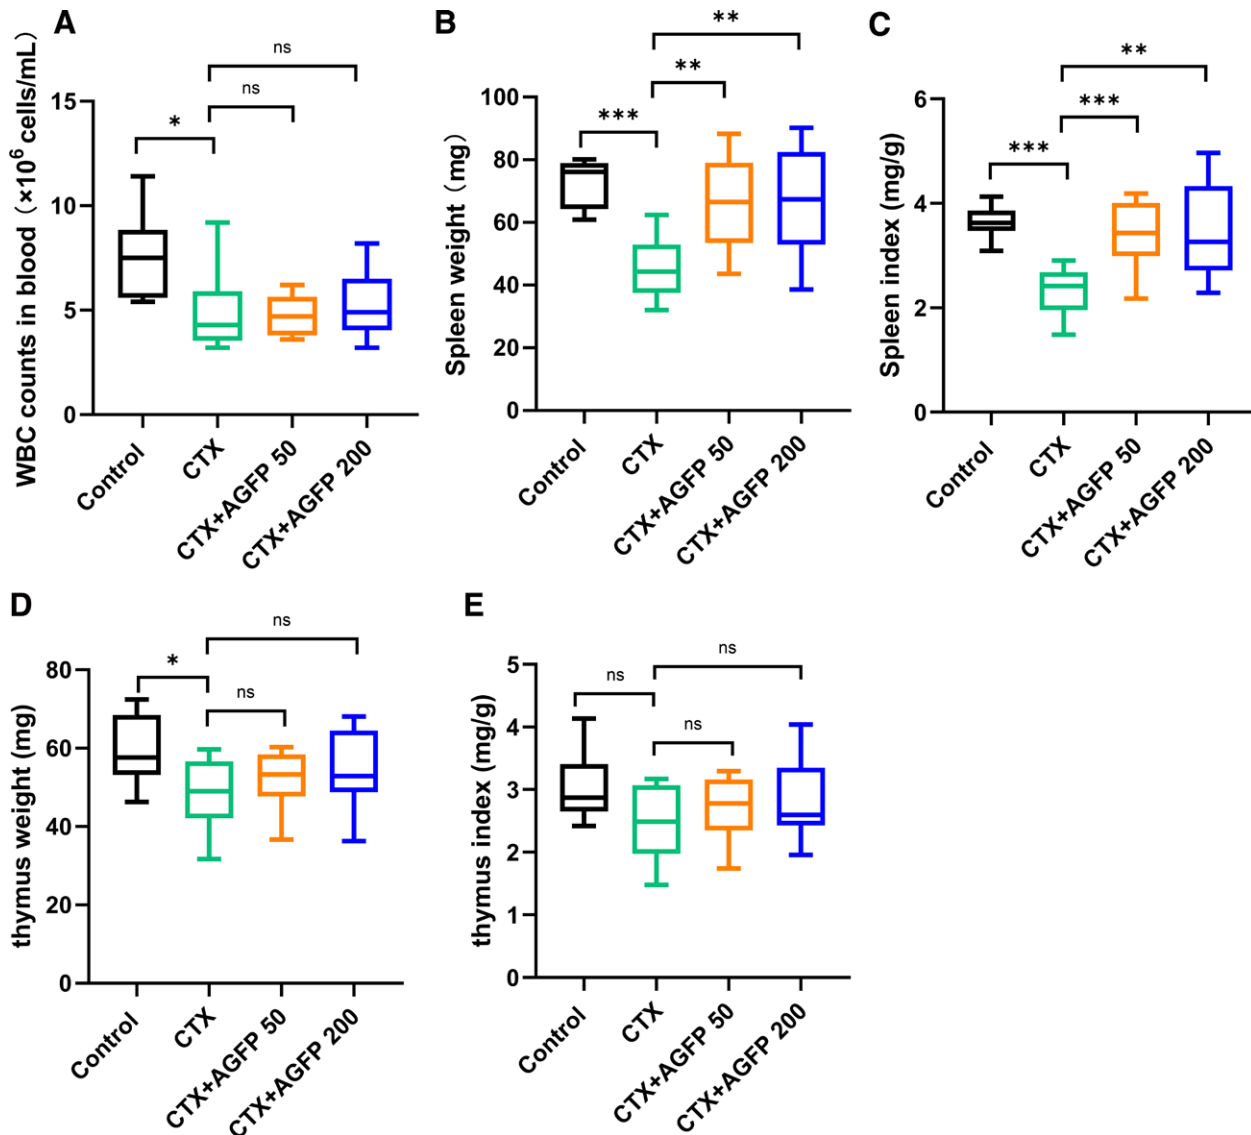 A
WBC counts in blood（×10⁶ cells/mL）
15
10
5
0
*
ns
ns
Control
CTX
CTX+AGFP 50
CTX+AGFP 200
B
Spleen weight（mg）
100
80
60
40
20
0
***
**
**
Control
CTX
CTX+AGFP 50
CTX+AGFP 200
C
Spleen index (mg/g)
6
4
2
0
***
***
**
Control
CTX
CTX+AGFP 50
CTX+AGFP 200
D
thymus weight (mg)
80
60
40
20
0
*
ns
ns
Control
CTX
CTX+AGFP 50
CTX+AGFP 200
E
thymus index (mg/g)
5
4
3
2
1
0
ns
ns
ns
Control
CTX
CTX+AGFP 50
CTX+AGFP 200